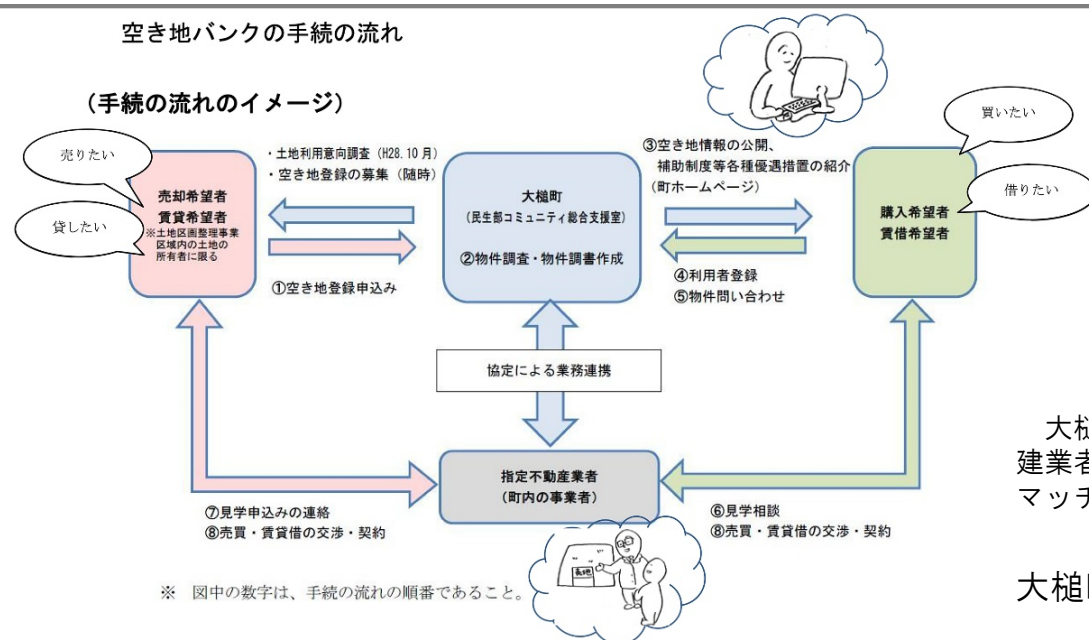 空き地バンクの手続の流れ
（手続の流れのイメージ）
売りたい
貸したい
売却希望者
賃貸希望者
※土地区画整理事業
区域内の土地の
所有者に限る
・土地利用意向調査（H28.10月）
・空き地登録の募集（随時）
①空き地登録申込み
大槌町
（民生部コミュニティ総合支援室）
②物件調査・物件調書作成
③空き地情報の公開、
補助制度等各種優遇措置の紹介
（町ホームページ）
④利用者登録
⑤物件問い合わせ
買いたい
借りたい
購入希望者
賃借希望者
協定による業務連携
指定不動産業者
（町内の事業者）
⑦見学申込みの連絡
⑧売買・賃貸借の交渉・契約
⑥見学相談
⑧売買・賃貸借の交渉・契約
※　図中の数字は、手続の流れの順番であること。
大槌
建業者
マッチ
大槌